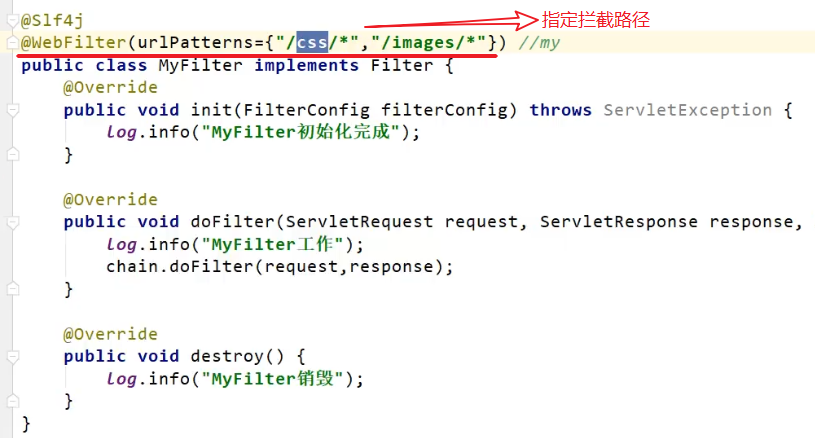 @Slf4j
指定拦截路径
@WebFilter(urlPatterns={"/css/*","/images/*"}) //my
public class MyFilter implements Filter {
@Override
public void init(FilterConfig filterConfig) throws ServletException {
log.info("MyFilter初始化完成");
}
@Override
public void doFilter(ServletRequest request, ServletResponse response,
log.info("MyFilter工作");
chain.doFilter(request,response);
}
@Override
public void destroy() {
log.info("MyFilter销毁");
}
}